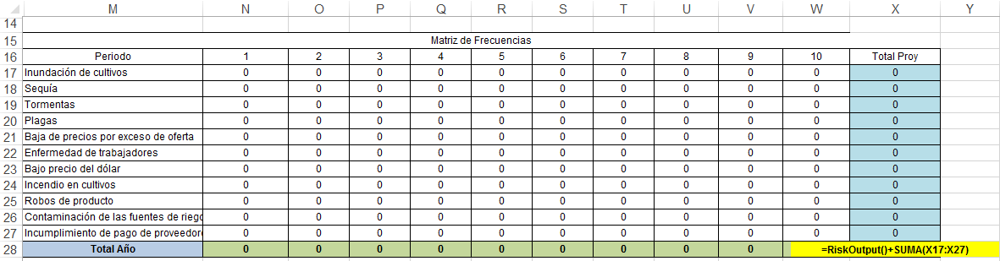 M N O P Q R S T U V W X Y
14
15 Matriz de Frecuencias
16 Periodo 1 2 3 4 5 6 7 8 9 10 Total Proy
17 Inundación de cultivos 0 0 0 0 0 0 0 0 0 0 0
18 Sequía 0 0 0 0 0 0 0 0 0 0 0
19 Tormentas 0 0 0 0 0 0 0 0 0 0 0
20 Plagas 0 0 0 0 0 0 0 0 0 0 0
21 Baja de precios por exceso de oferta 0 0 0 0 0 0 0 0 0 0 0
22 Enfermedad de trabajadores 0 0 0 0 0 0 0 0 0 0 0
23 Bajo precio del dólar 0 0 0 0 0 0 0 0 0 0 0
24 Incendio en cultivos 0 0 0 0 0 0 0 0 0 0 0
25 Robos de producto 0 0 0 0 0 0 0 0 0 0 0
26 Contaminación de las fuentes de riego 0 0 0 0 0 0 0 0 0 0 0
27 Incumplimiento de pago de proveedore 0 0 0 0 0 0 0 0 0 0 0
28 Total Año 0 0 0 0 0 0 0 0 0 =RiskOutput()+SUMA(X17:X27)